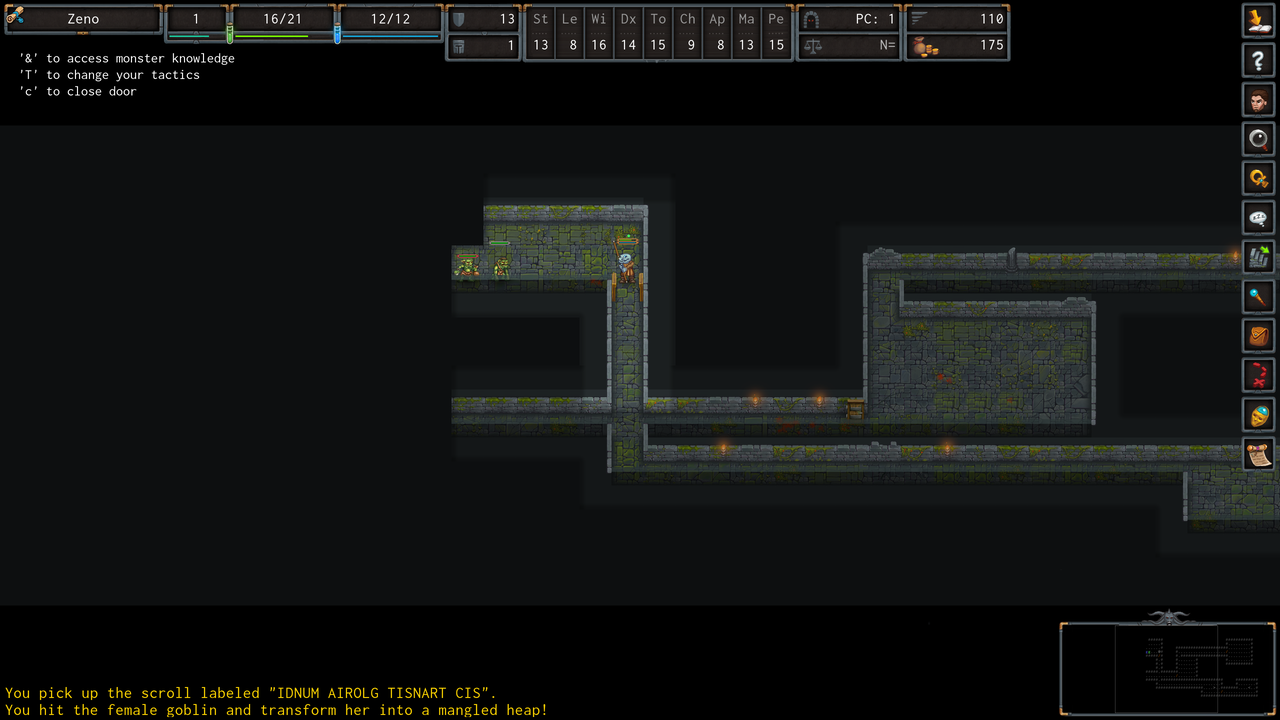 Zeno 1 16/21 12/12 13 St Le Wi Dx To Ch Ap Ma Pe PC: 1 110
1 13 8 16 14 15 9 8 13 15 N= 175
'&' to access monster knowledge
'T' to change your tactics
'c' to close door
You pick up the scroll labeled "IDNUM AIROLG TISNART CIS".
You hit the female goblin and transform her into a mangled heap!